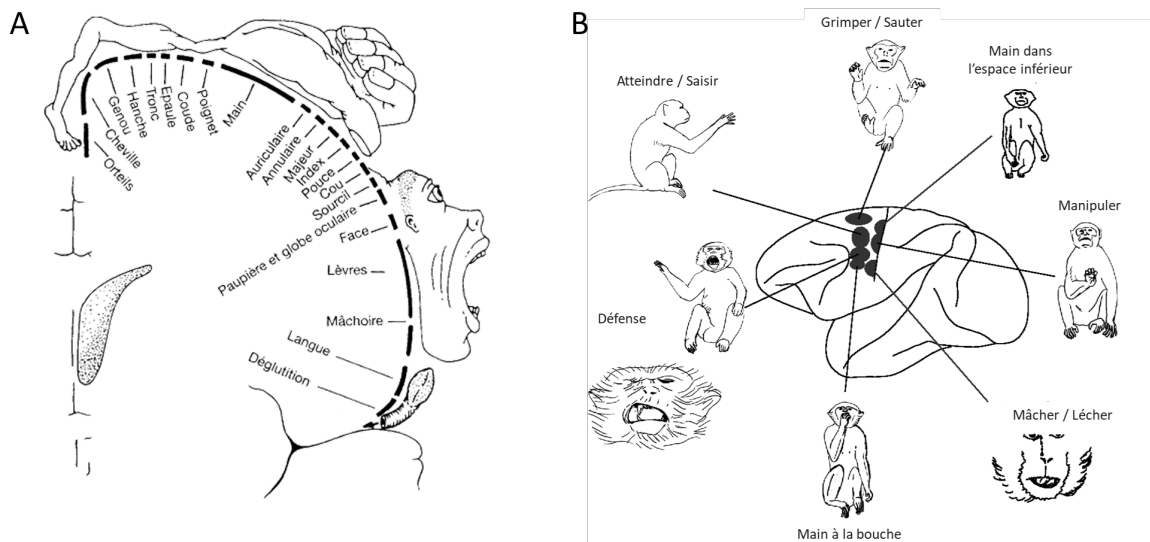 A
Orteils
Cheville
Genou
Hanche
Tronc
Epaule
Coude
Poignet
Main
Auriculaire
Annulaire
Majeur
Index
Pouce
Cou
Sourcil
Paupière et globe oculaire
Face
Lèvres
Mâchoire
Langue
Déglutition
B
Grimper / Sauter
Main dans
l'espace inférieur
Atteindre / Saisir
Manipuler
Défense
Mâcher / Lécher
Main à la bouche